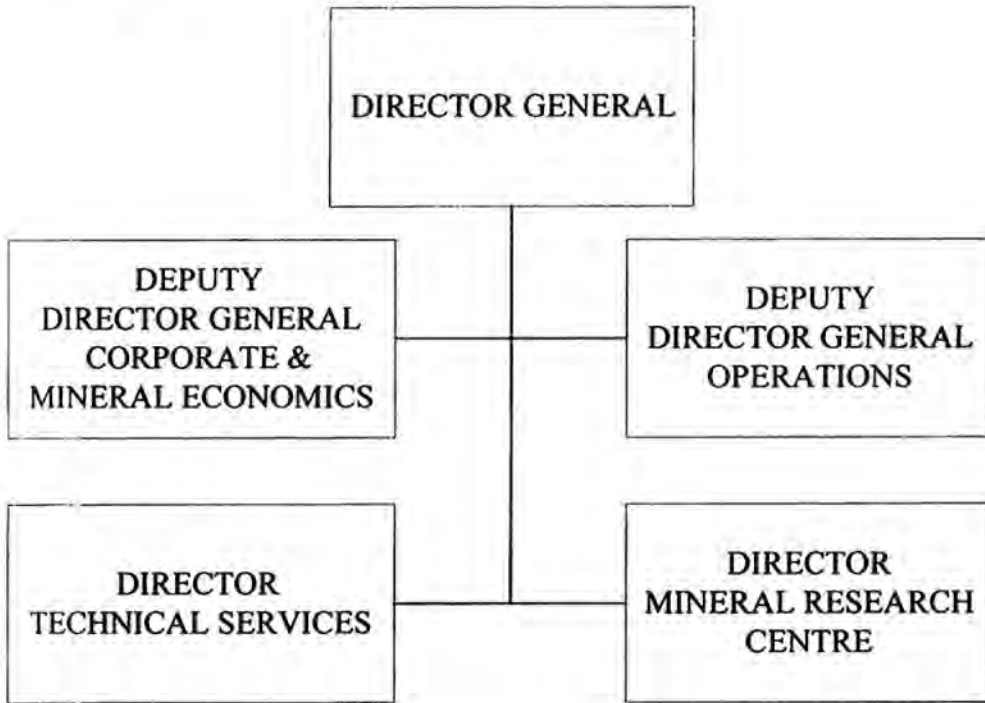 DIRECTOR GENERAL
DEPUTY
DIRECTOR GENERAL
CORPORATE &
MINERAL ECONOMICS
DEPUTY
DIRECTOR GENERAL
OPERATIONS
DIRECTOR
TECHNICAL SERVICES
DIRECTOR
MINERAL RESEARCH
CENTRE